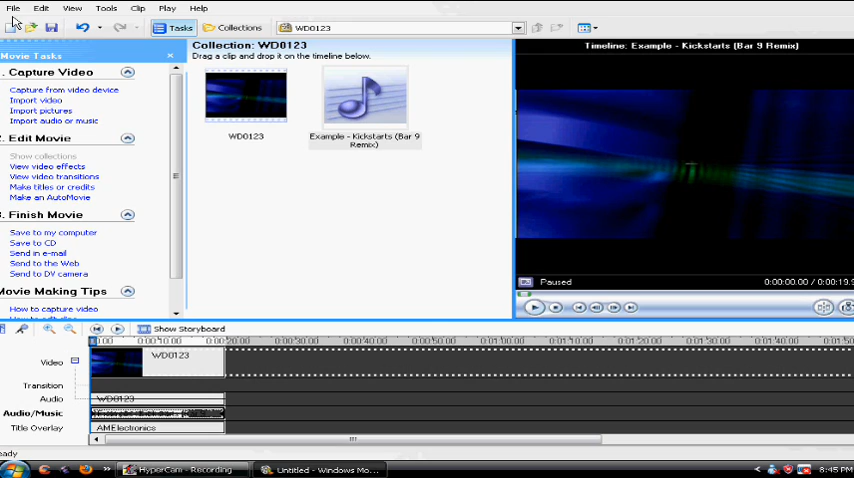 File Edit View Tools Clip Play Help
Tasks Collections WD0123
Movie Tasks
. Capture Video
Capture from video device
Import video
Import pictures
Import audio or music
2. Edit Movie
Show collections
View video effects
View video transitions
Make titles or credits
Make an AutoMovie
3. Finish Movie
Save to my computer
Save to CD
Send in e-mail
Send to the Web
Send to DV camera
Movie Making Tips
How to capture video
Collection: WD0123
Drag a clip and drop it on the timeline below.
WD0123
Example - Kickstarts (Bar 9
Remix)
Timeline: Example - Kickstarts (Bar 9 Remix)
Paused 0:00:00.00 / 0:00:19.9
Show Storyboard
0:00:10.00 0:00:20.00 0:00:30.00 0:00:40.00 0:00:50.00 0:01:00.00 0:01:10.00 0:01:20.00 0:01:30.00 0:01:40.00 0:01:50.0
Video WD0123
Transition
Audio WD0123
Audio/Music
Title Overlay AMElectronics
eady
HyperCam - Recording Untitled - Windows Mo... 8:45 PM